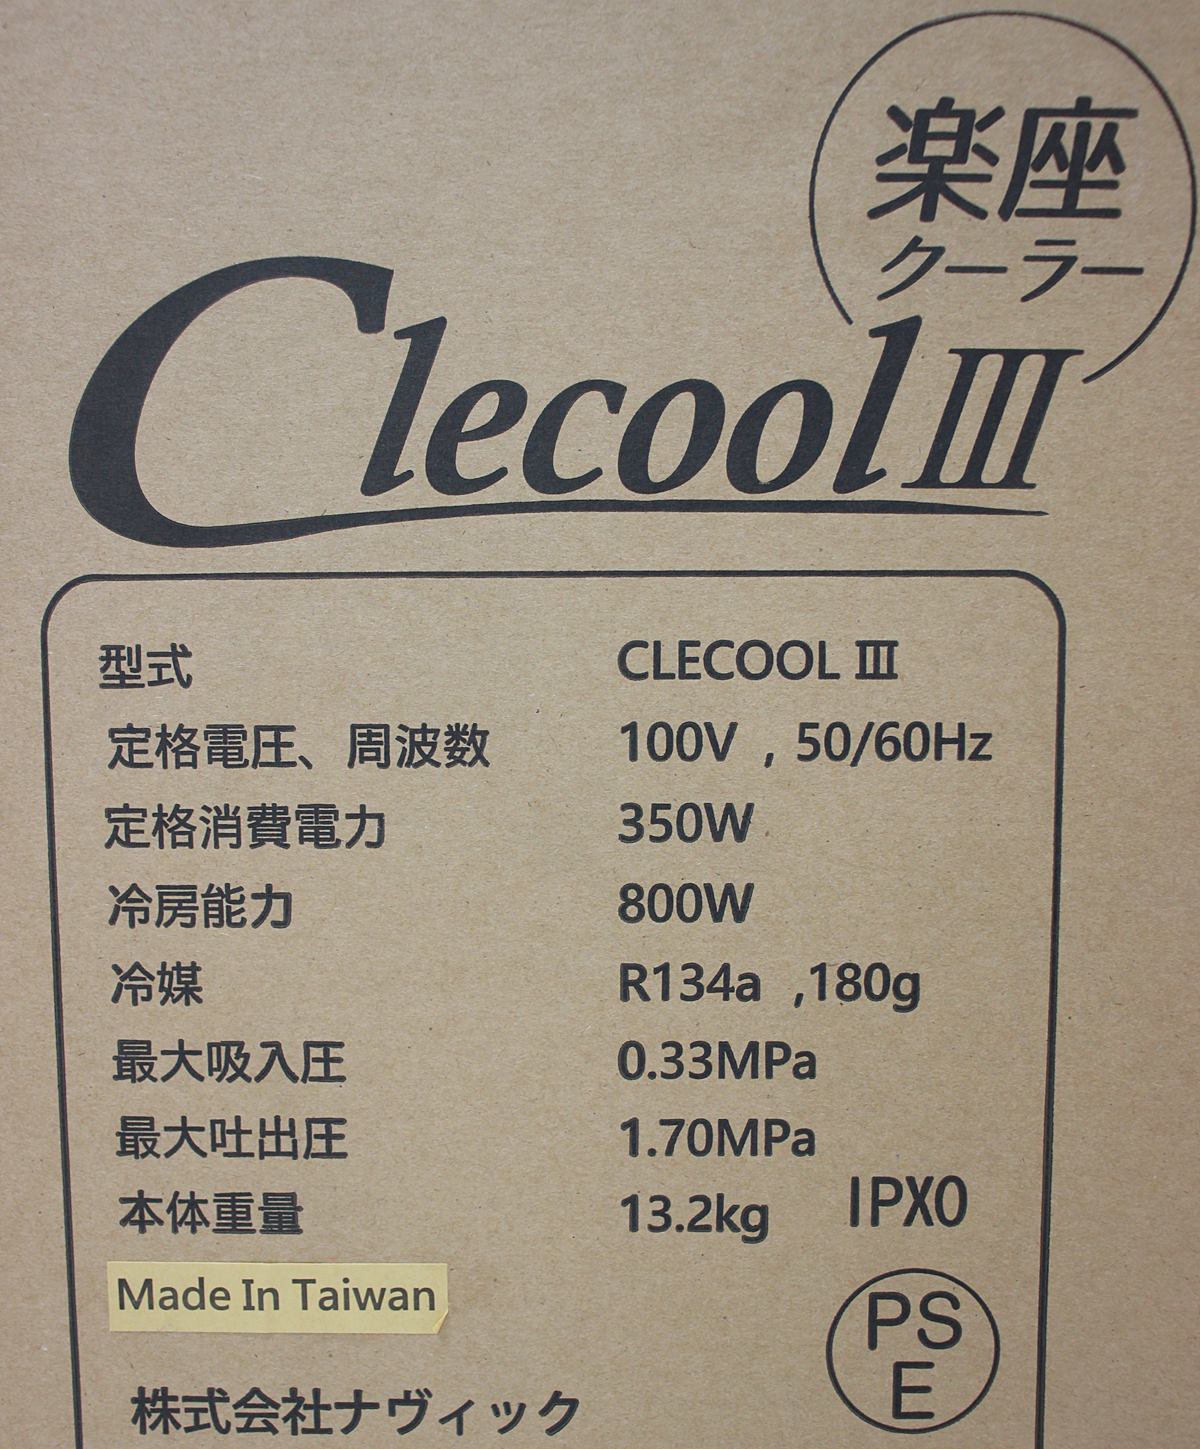 楽座
クーラー
Clecool III
型式 CLECOOL III
定格電圧、周波数 100V , 50/60Hz
定格消費電力 350W
冷房能力 800W
冷媒 R134a ,180g
最大吸入圧 0.33MPa
最大吐出圧 1.70MPa
本体重量 13.2kg IPX0
Made In Taiwan
PS
E
株式会社ナヴィック